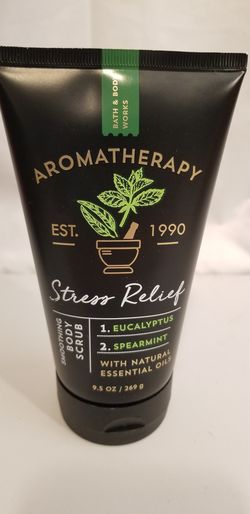 BATH & BODY
WORKS
AROMATHERAPY
EST. 1990
Stress Relief
SMOOTHING
BODY
SCRUB
1. EUCALYPTUS
2. SPEARMINT
WITH NATURAL
ESSENTIAL OILS
9.5 OZ / 269 g